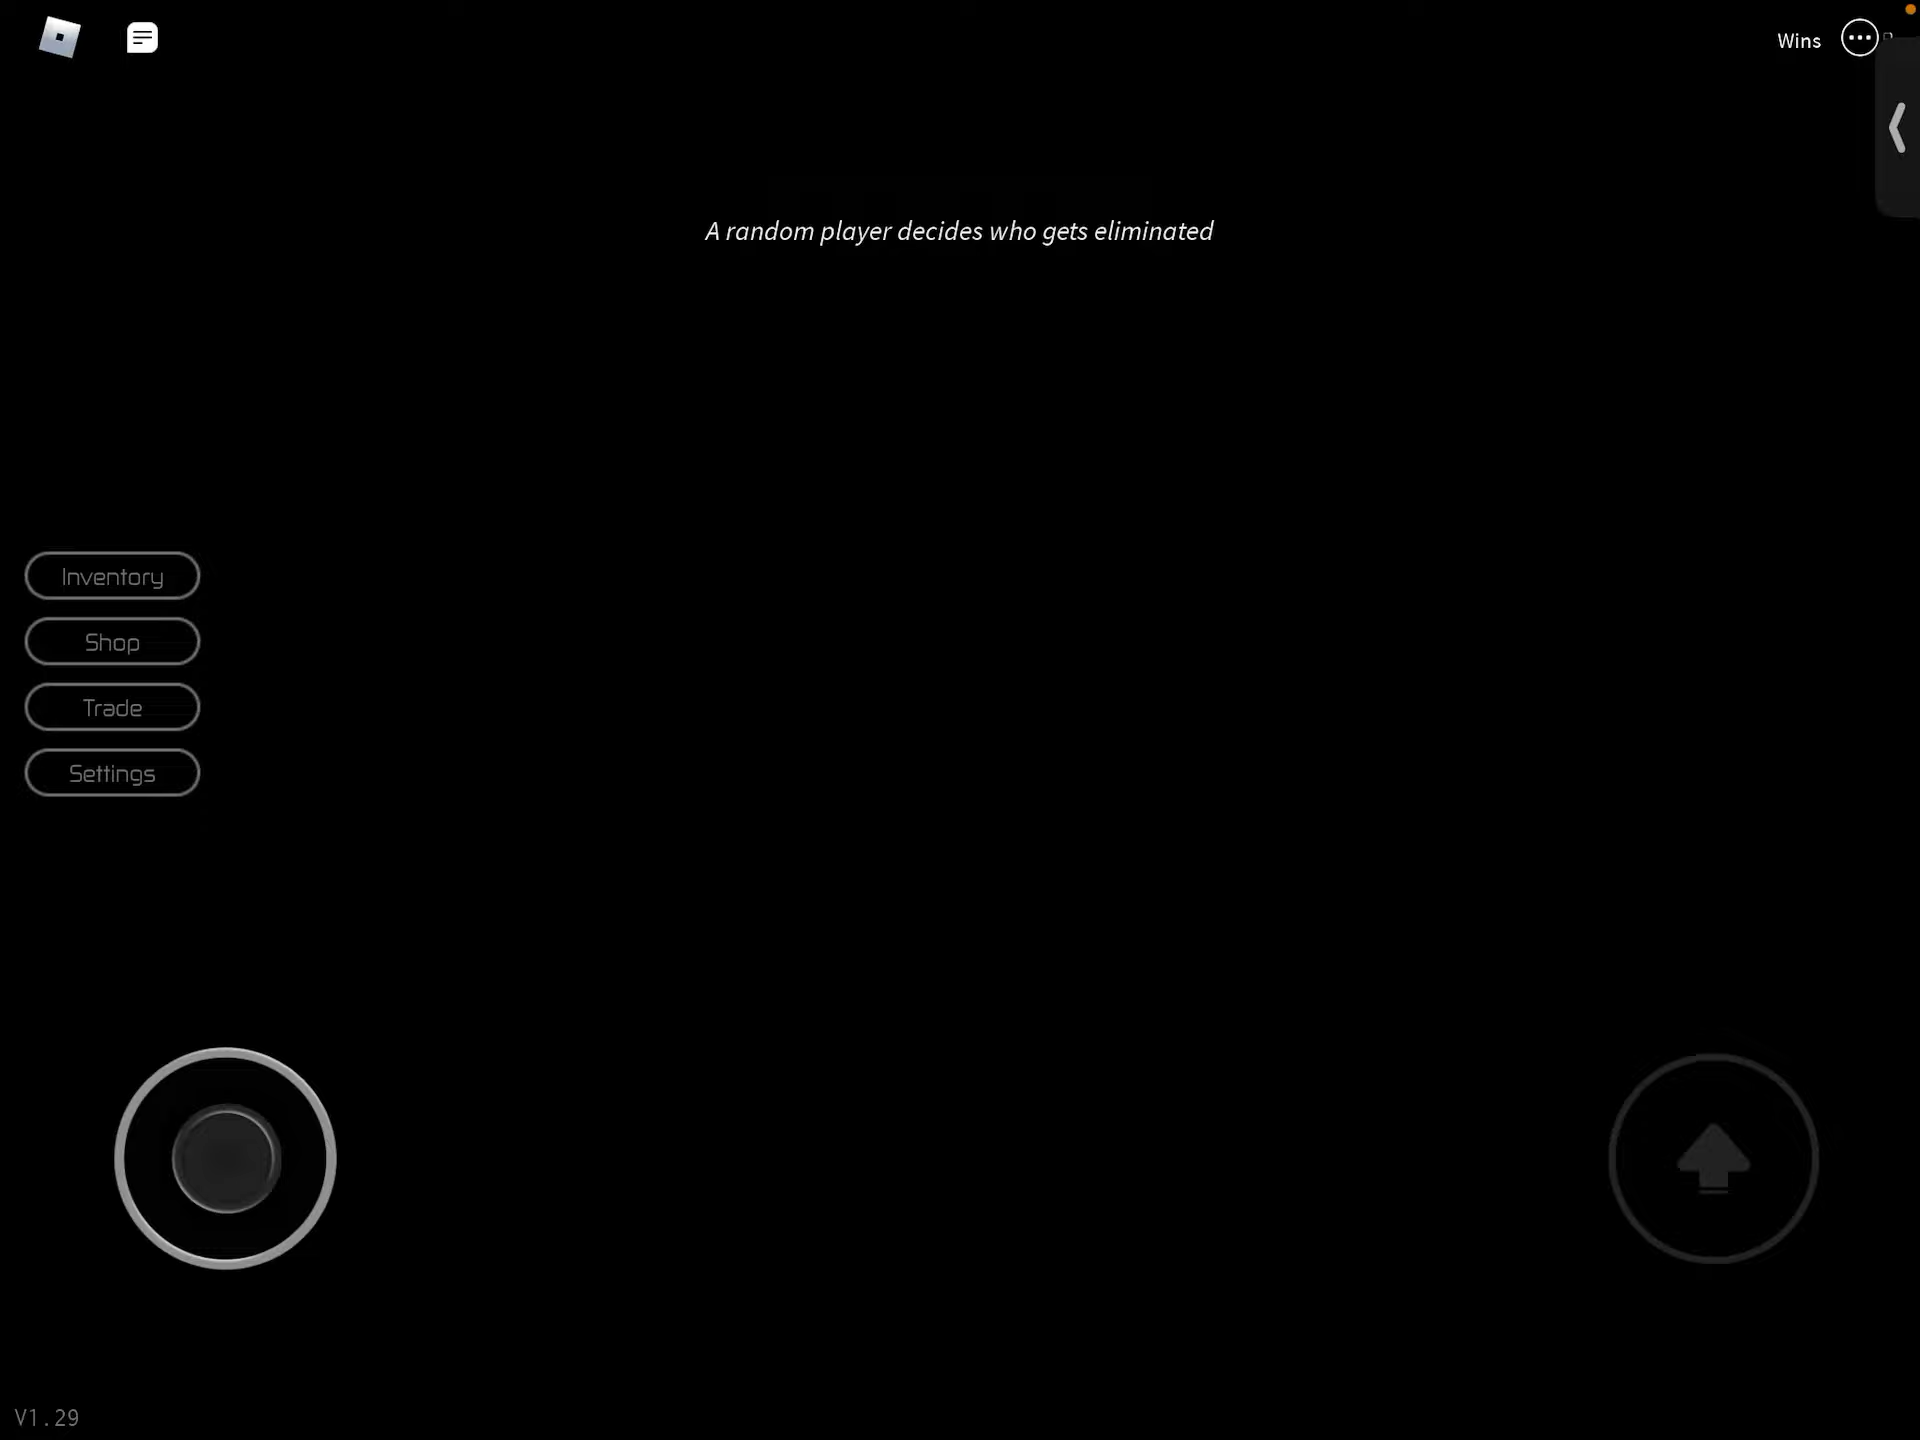 Wins
A random player decides who gets eliminated
Inventory
Shop
Trade
Settings
V1.29